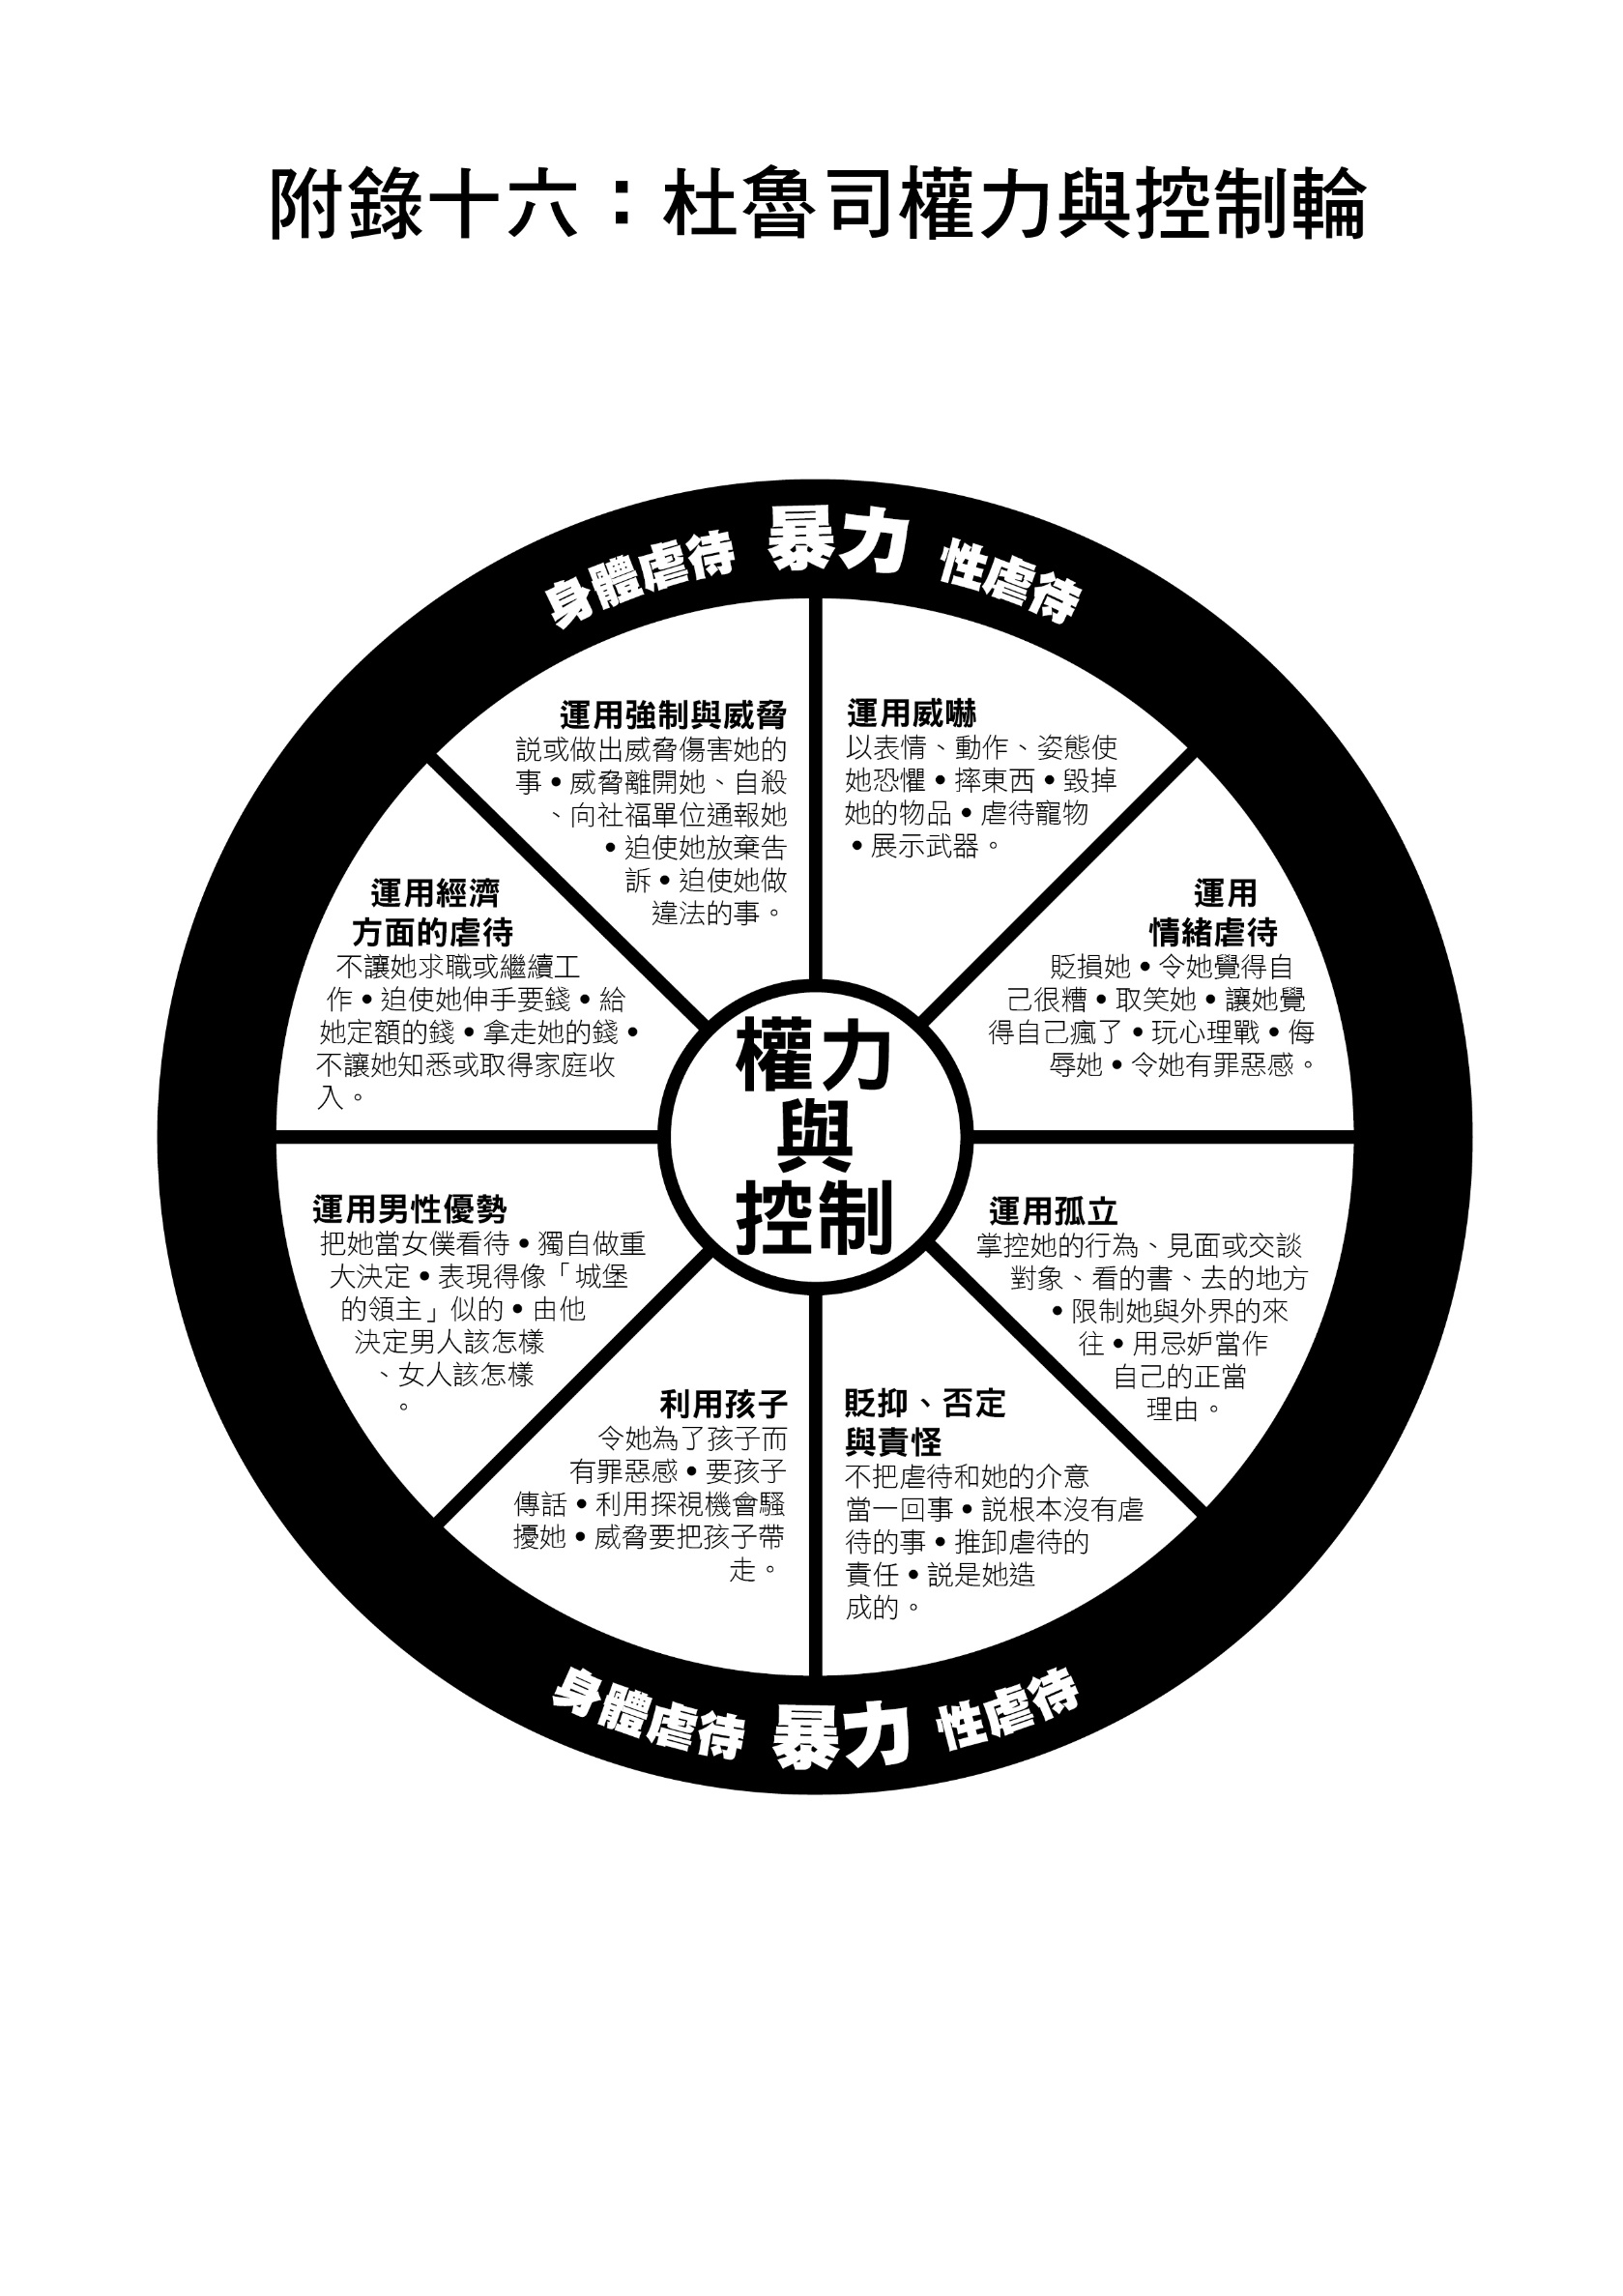 附錄十六：杜魯司權力與控制輪
身體虐待 暴力 性虐待
運用強制與威脅
説或做出威脅傷害她的
事•威脅離開她、自殺
、向社福單位通報她
•迫使她放棄告
訴•迫使她做
違法的事。
運用威嚇
以表情、動作、姿態使
她恐懼•摔東西•毀掉
她的物品•虐待寵物
•展示武器。
運用經濟
方面的虐待
不讓她求職或繼續工
作•迫使她伸手要錢•給
她定額的錢•拿走她的錢•
不讓她知悉或取得家庭收
入。
運用
情緒虐待
貶損她•令她覺得自
己很糟•取笑她•讓她覺
得自己瘋了•玩心理戰•侮
辱她•令她有罪惡感。
權力
與
控制
運用男性優勢
把她當女僕看待•獨自做重
大決定•表現得像「城堡
的領主」似的•由他
決定男人該怎樣
、女人該怎樣
。
運用孤立
掌控她的行為、見面或交談
對象、看的書、去的地方
•限制她與外界的來
往•用忌妒當作
自己的正當
理由。
利用孩子
令她為了孩子而
有罪惡感•要孩子
傳話•利用探視機會騷
擾她•威脅要把孩子帶
走。
貶抑、否定
與責怪
不把虐待和她的介意
當一回事•説根本沒有虐
待的事•推卸虐待的
責任•説是她造
成的。
身體虐待 暴力 性虐待